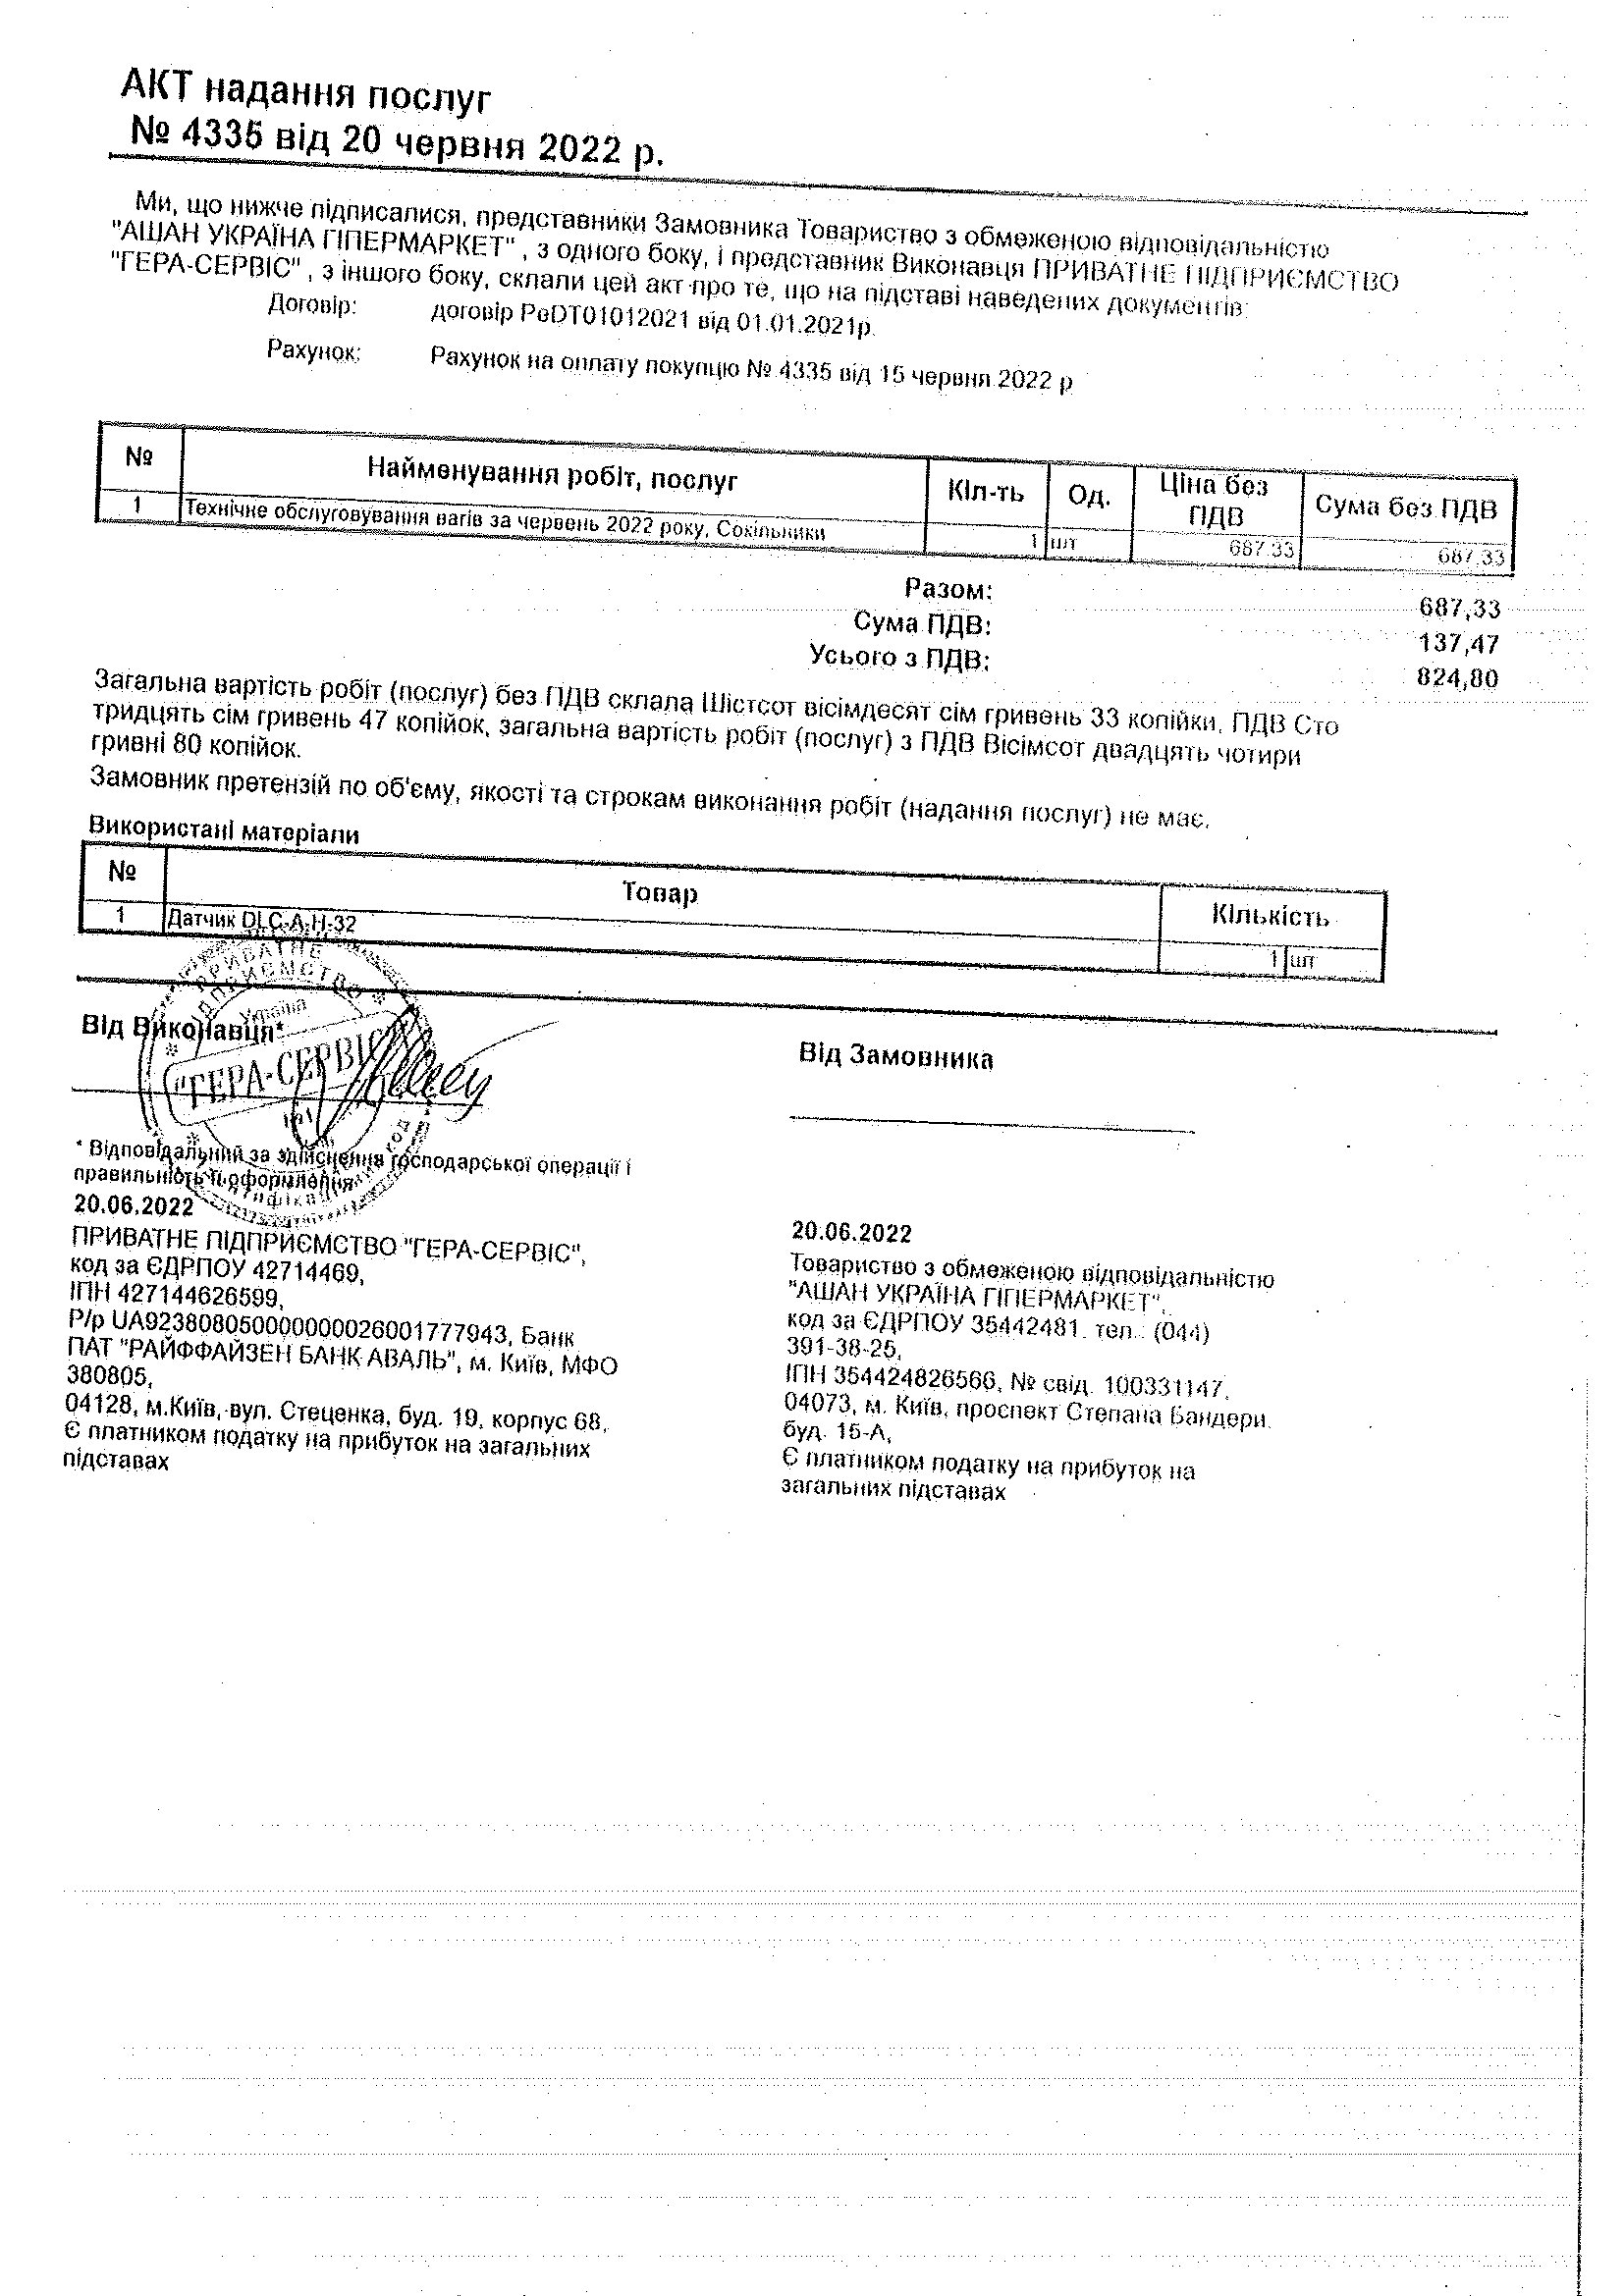 АКТ надання послуг
№ 4335 від 20 червня 2022 р.
Ми, що нижче підписалися, представники Замовника Товариство з обмеженою відповідальністю
"АШАН УКРАЇНА ГІПЕРМАРКЕТ" , з одного боку, і представник Виконавця ПРИВАТНЕ ПІДПРИЄМСТВО
"ГЕРА-СЕРВІС" , з іншого боку, склали цей акт про те, що на підставі наведених документів:
Договір: договір PeDT01012021 від 01.01.2021р.
Рахунок: Рахунок на оплату покупцю № 4335 від 15 червня 2022 р
№ Найменування робіт, послуг Кіл-ть Од. Ціна без ПДВ Сума без ПДВ
1 Технічне обслуговування вагів за червень 2022 року, Сокільники 1 шт 687.33 687,33
Разом: 687,33
Сума ПДВ: 137,47
Усього з ПДВ: 824,80
Загальна вартість робіт (послуг) без ПДВ склала Шістсот вісімдесят сім гривень 33 копійки, ПДВ Сто
тридцять сім гривень 47 копійок, загальна вартість робіт (послуг) з ПДВ Вісімсот двадцять чотири
гривні 80 копійок.
Замовник претензій по об'єму, якості та строкам виконання робіт (надання послуг) не має.
Використані матеріали
№ Товар Кількість
1 Датчик DLC-A-H-32 1 шт
ПРИВАТНЕ
ПІДПРИЄМСТВО
Україна
"ГЕРА-СЕРВІС"
Від Виконавця*
Від Замовника
* Відповідальний за здійснення господарської операції і
правильність її оформлення
20.06.2022
ПРИВАТНЕ ПІДПРИЄМСТВО "ГЕРА-СЕРВІС",
код за ЄДРПОУ 42714469,
ІПН 427144626599,
Р/р UA923808050000000026001777943, Банк
ПАТ "РАЙФФАЙЗЕН БАНК АВАЛЬ", м. Київ, МФО
380805,
04128, м.Київ, вул. Стеценка, буд. 19, корпус 68,
Є платником податку на прибуток на загальних
підставах
20.06.2022
Товариство з обмеженою відповідальністю
"АШАН УКРАЇНА ГІПЕРМАРКЕТ",
код за ЄДРПОУ 35442481, тел.: (044)
391-38-25,
ІПН 354424826566, № свід. 100331147,
04073, м. Київ, проспект Степана Бандери,
буд. 15-А,
Є платником податку на прибуток на
загальних підставах